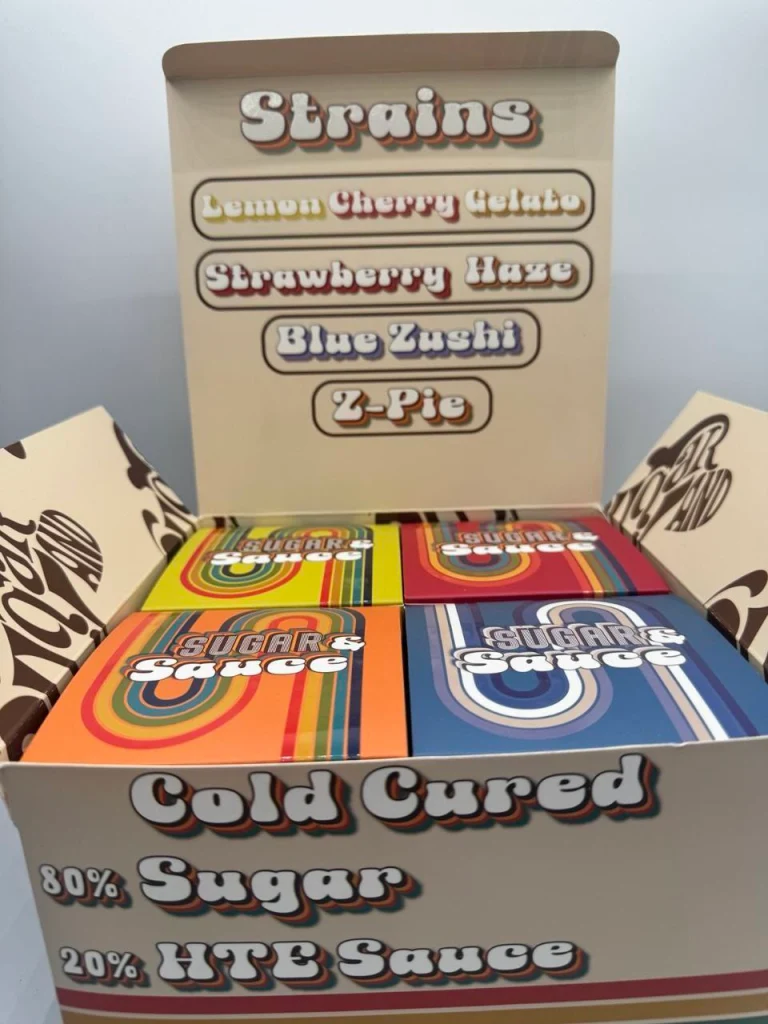 Strains
Lemon Cherry Gelato
Strawberry Haze
Blue Zushi
Z-Pie
SUGAR &
Sauce
SUGAR &
Sauce
SUGAR &
Sauce
SUGAR &
Sauce
Cold Cured
80% Sugar
20% HTE Sauce